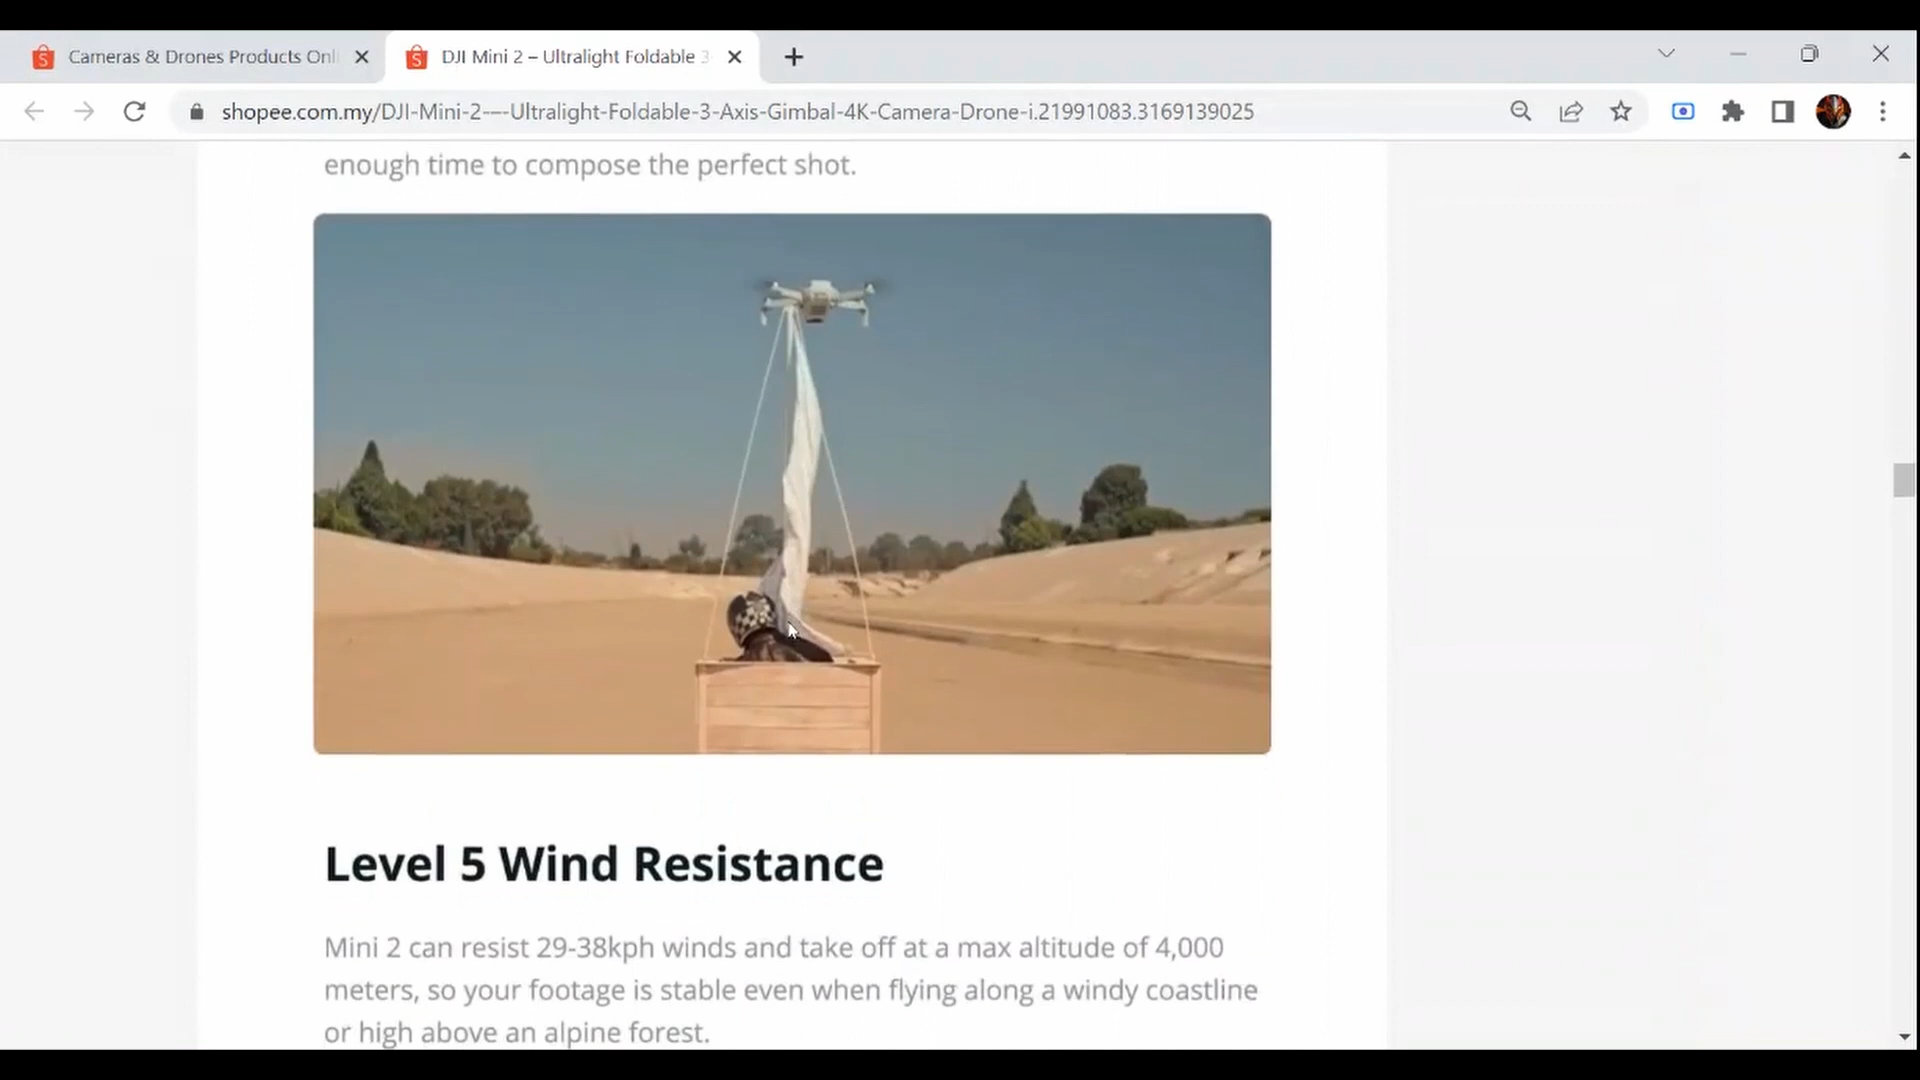 Cameras & Drones Products Onli
DJI Mini 2 – Ultralight Foldable 3
shopee.com.my/DJI-Mini-2-–-Ultralight-Foldable-3-Axis-Gimbal-4K-Camera-Drone-i.21991083.3169139025
enough time to compose the perfect shot.
Level 5 Wind Resistance
Mini 2 can resist 29-38kph winds and take off at a max altitude of 4,000
meters, so your footage is stable even when flying along a windy coastline
or high above an alpine forest.